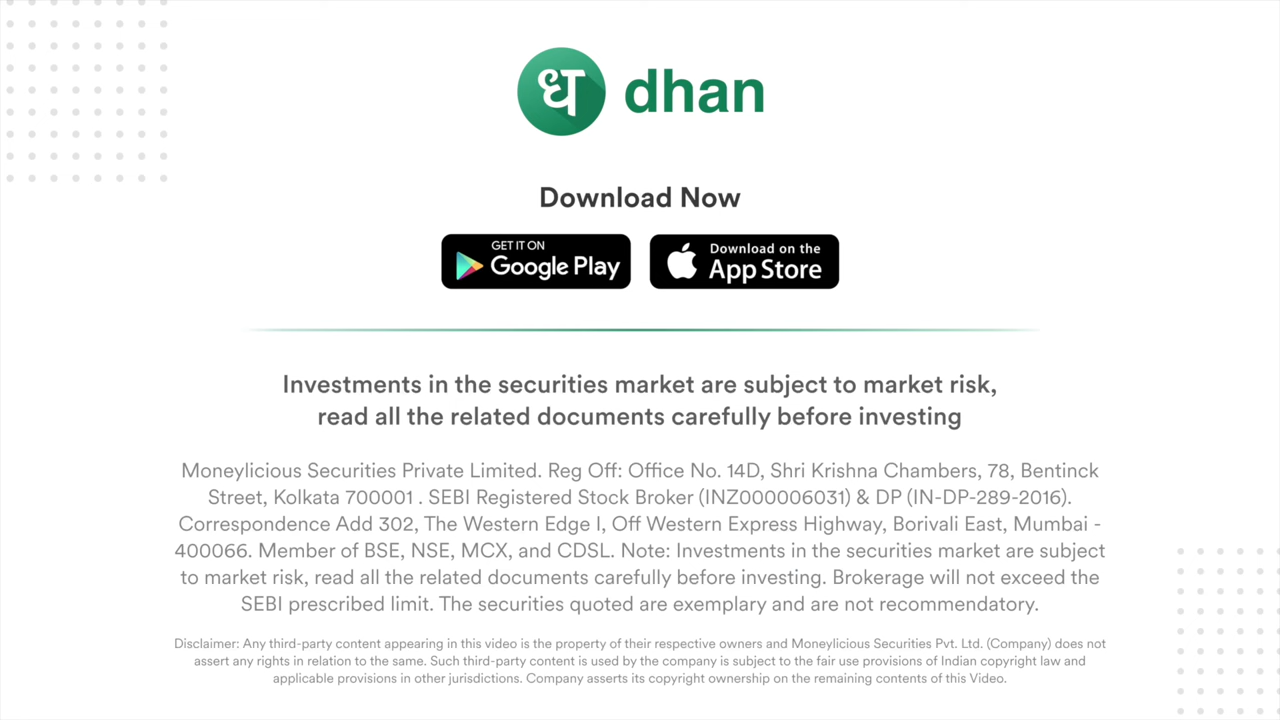 ध dhan
Download Now
GET IT ON
Google Play
Download on the
App Store
Investments in the securities market are subject to market risk,
read all the related documents carefully before investing
Moneylicious Securities Private Limited. Reg Off: Office No. 14D, Shri Krishna Chambers, 78, Bentinck
Street, Kolkata 700001 . SEBI Registered Stock Broker (INZ000006031) & DP (IN-DP-289-2016).
Correspondence Add 302, The Western Edge I, Off Western Express Highway, Borivali East, Mumbai -
400066. Member of BSE, NSE, MCX, and CDSL. Note: Investments in the securities market are subject
to market risk, read all the related documents carefully before investing. Brokerage will not exceed the
SEBI prescribed limit. The securities quoted are exemplary and are not recommendatory.
Disclaimer: Any third-party content appearing in this video is the property of their respective owners and Moneylicious Securities Pvt. Ltd. (Company) does not
assert any rights in relation to the same. Such third-party content is used by the company is subject to the fair use provisions of Indian copyright law and
applicable provisions in other jurisdictions. Company asserts its copyright ownership on the remaining contents of this Video.